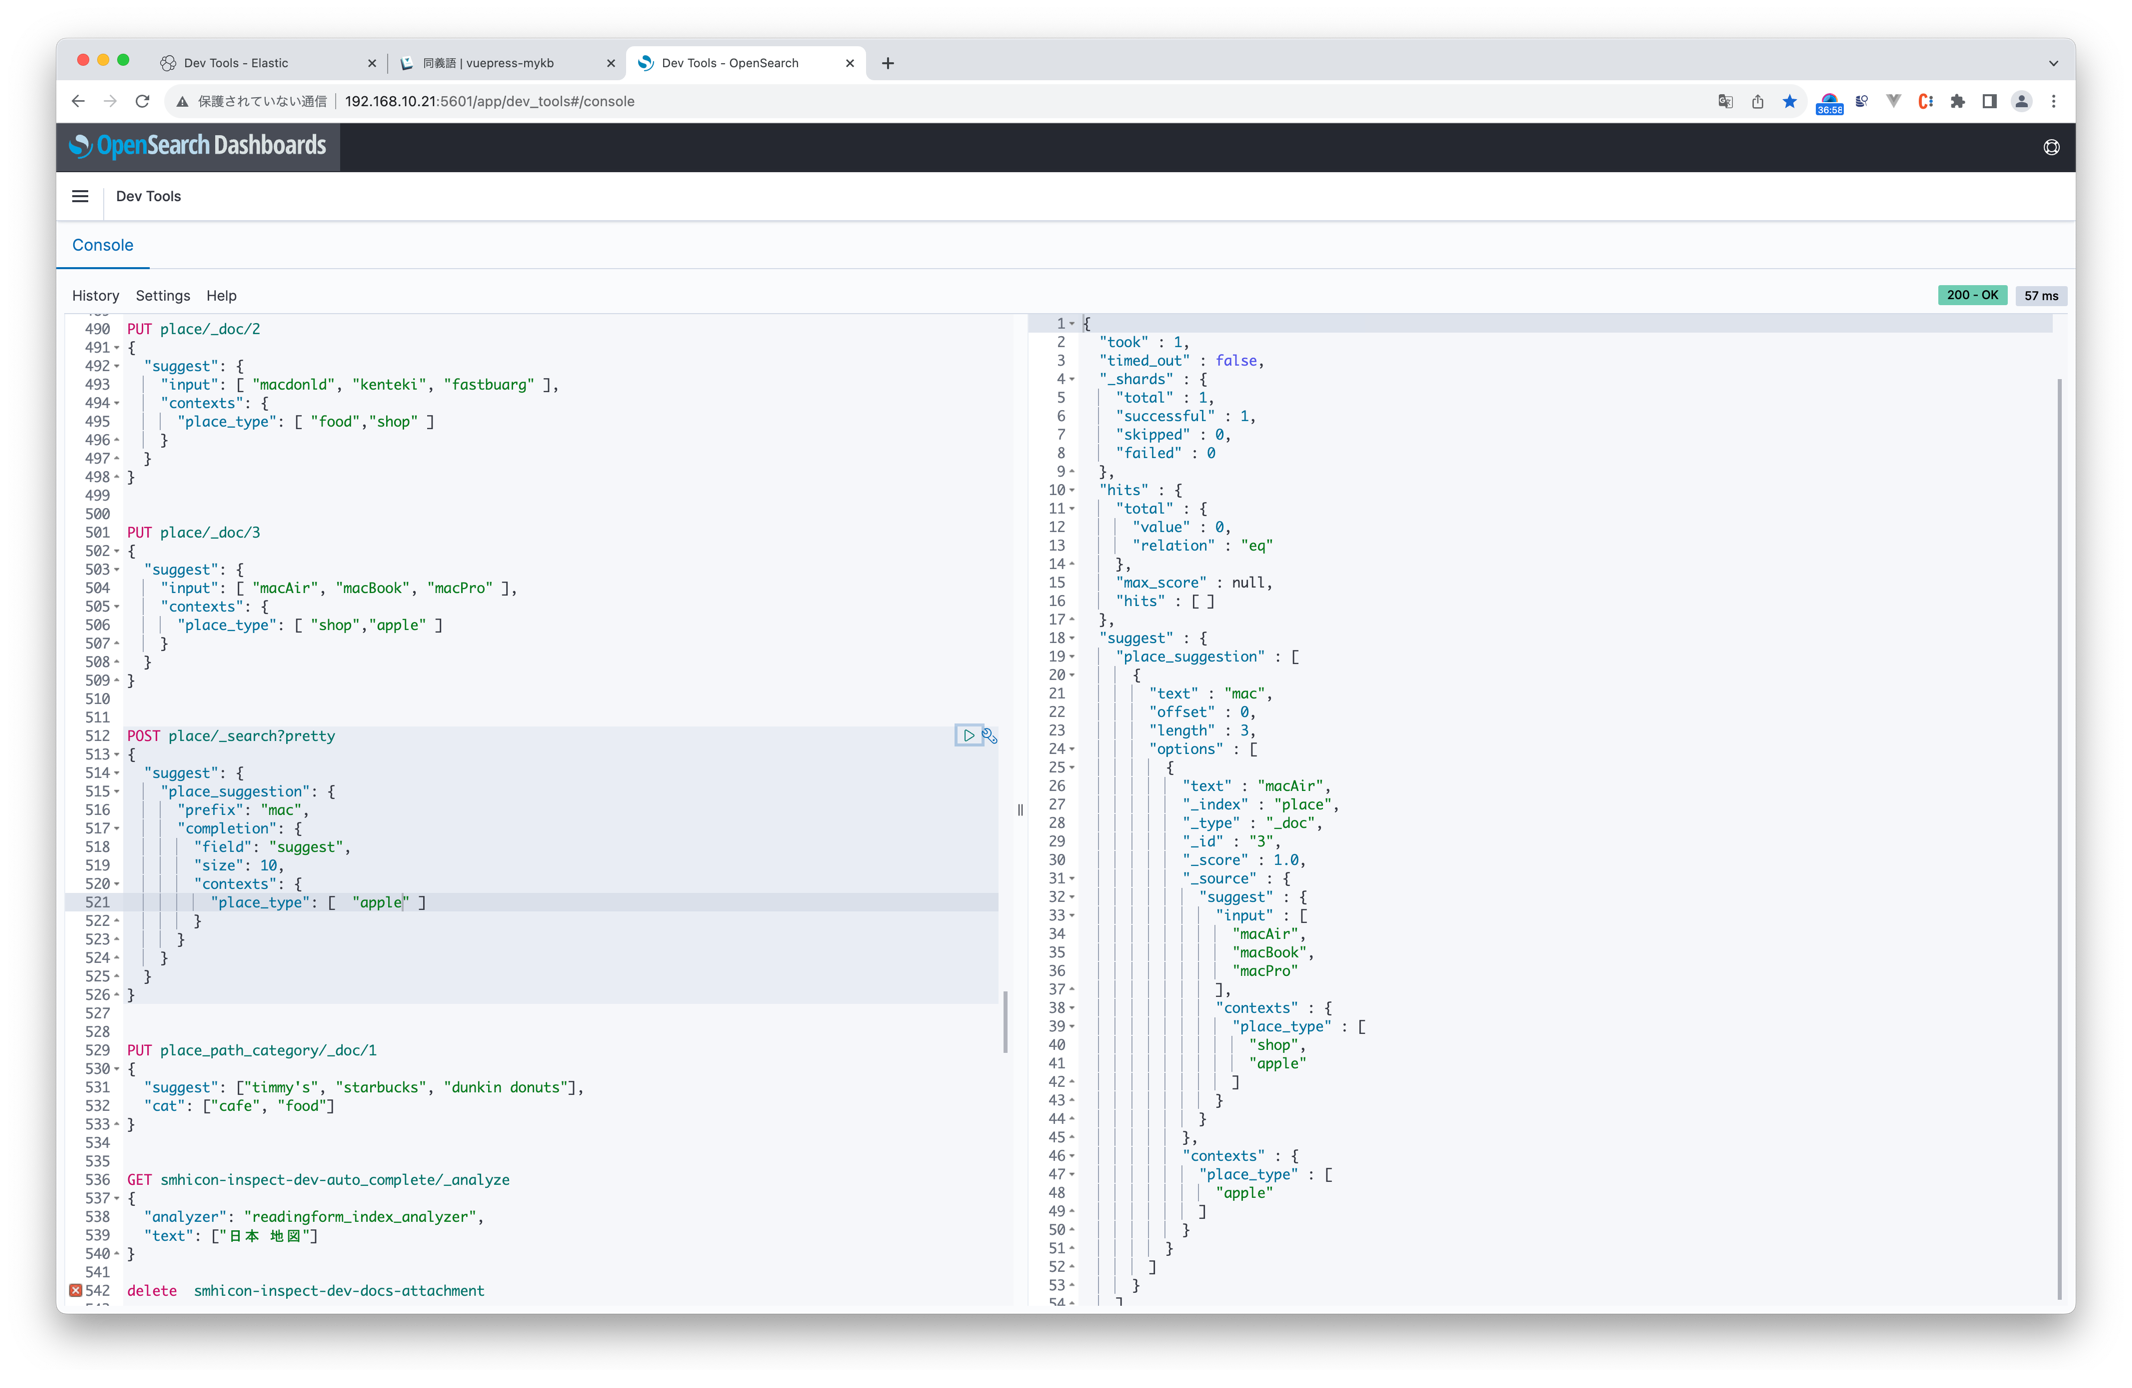 Dev Tools - Elastic
同義語 | vuepress-mykb
Dev Tools - OpenSearch
保護されていない通信
192.168.10.21:5601/app/dev_tools#/console
36:58
OpenSearch Dashboards
Dev Tools
Console
History Settings Help
200 - OK
57 ms
490 PUT place/_doc/2
491 {
492 "suggest": {
493 "input": [ "macdonld", "kenteki", "fastbuarg" ],
494 "contexts": {
495 "place_type": [ "food","shop" ]
496 }
497 }
498 }
499
500
501 PUT place/_doc/3
502 {
503 "suggest": {
504 "input": [ "macAir", "macBook", "macPro" ],
505 "contexts": {
506 "place_type": [ "shop","apple" ]
507 }
508 }
509 }
510
511
512 POST place/_search?pretty
513 {
514 "suggest": {
515 "place_suggestion": {
516 "prefix": "mac",
517 "completion": {
518 "field": "suggest",
519 "size": 10,
520 "contexts": {
521 "place_type": [  "apple" ]
522 }
523 }
524 }
525 }
526 }
527
528
529 PUT place_path_category/_doc/1
530 {
531 "suggest": ["timmy's", "starbucks", "dunkin donuts"],
532 "cat": ["cafe", "food"]
533 }
534
535
536 GET smhicon-inspect-dev-auto_complete/_analyze
537 {
538 "analyzer": "readingform_index_analyzer",
539 "text": ["日本 地図"]
540 }
541
542 delete  smhicon-inspect-dev-docs-attachment
1 {
2 "took" : 1,
3 "timed_out" : false,
4 "_shards" : {
5 "total" : 1,
6 "successful" : 1,
7 "skipped" : 0,
8 "failed" : 0
9 },
10 "hits" : {
11 "total" : {
12 "value" : 0,
13 "relation" : "eq"
14 },
15 "max_score" : null,
16 "hits" : [ ]
17 },
18 "suggest" : {
19 "place_suggestion" : [
20 {
21 "text" : "mac",
22 "offset" : 0,
23 "length" : 3,
24 "options" : [
25 {
26 "text" : "macAir",
27 "_index" : "place",
28 "_type" : "_doc",
29 "_id" : "3",
30 "_score" : 1.0,
31 "_source" : {
32 "suggest" : {
33 "input" : [
34 "macAir",
35 "macBook",
36 "macPro"
37 ],
38 "contexts" : {
39 "place_type" : [
40 "shop",
41 "apple"
42 ]
43 }
44 }
45 },
46 "contexts" : {
47 "place_type" : [
48 "apple"
49 ]
50 }
51 }
52 ]
53 }
54 ]